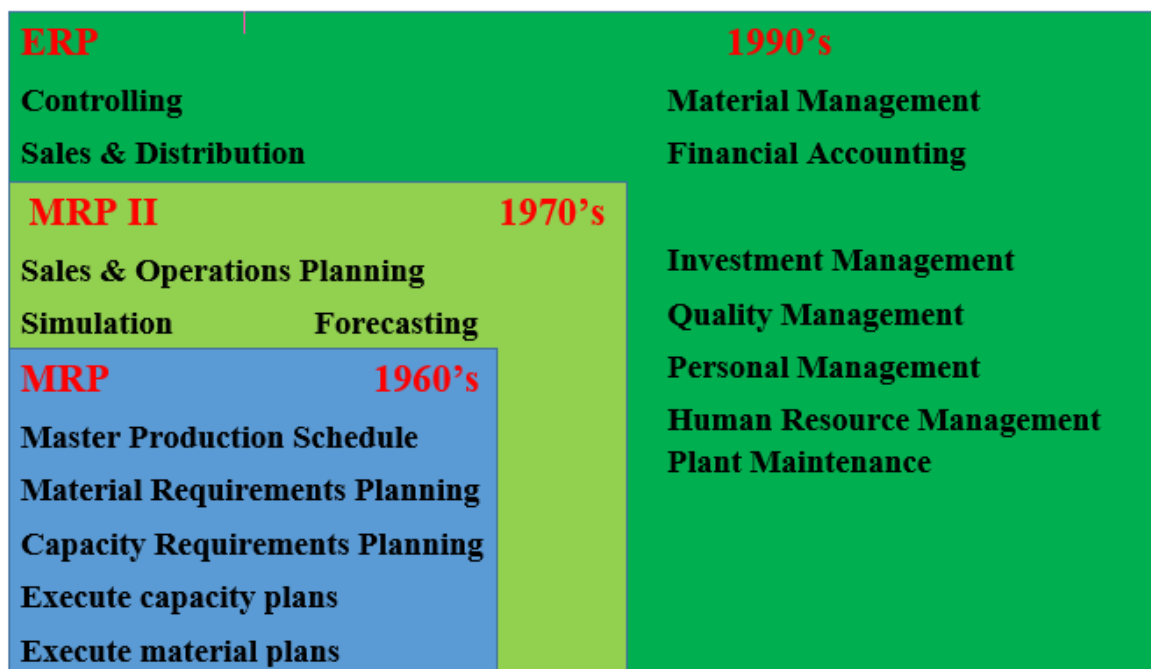 ERP 1990’s
Controlling Material Management
Sales & Distribution Financial Accounting
MRP II 1970’s
Sales & Operations Planning Investment Management
Simulation Forecasting Quality Management
MRP 1960’s Personal Management
Master Production Schedule Human Resource Management
Material Requirements Planning Plant Maintenance
Capacity Requirements Planning
Execute capacity plans
Execute material plans